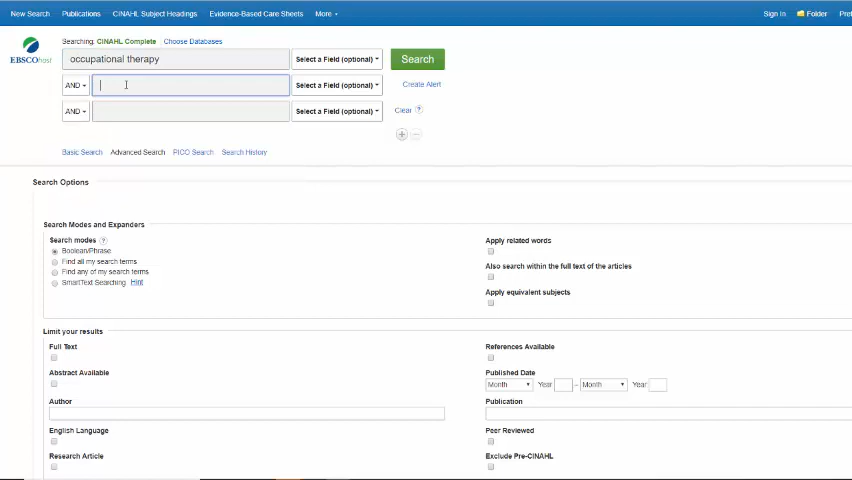 New Search Publications CINAHL Subject Headings Evidence-Based Care Sheets More Sign In Folder Pref
Searching: CINAHL Complete Choose Databases
EBSCOhost
occupational therapy Select a Field (optional) Search
AND Select a Field (optional) Create Alert
AND Select a Field (optional) Clear ?
Basic Search Advanced Search PICO Search Search History
Search Options
Search Modes and Expanders
Search modes ?
Boolean/Phrase
Find all my search terms
Find any of my search terms
SmartText Searching Hint
Apply related words
Also search within the full text of the articles
Apply equivalent subjects
Limit your results
Full Text
References Available
Abstract Available
Published Date
Month Year – Month Year:
Author
Publication
English Language
Peer Reviewed
Research Article
Exclude Pre-CINAHL